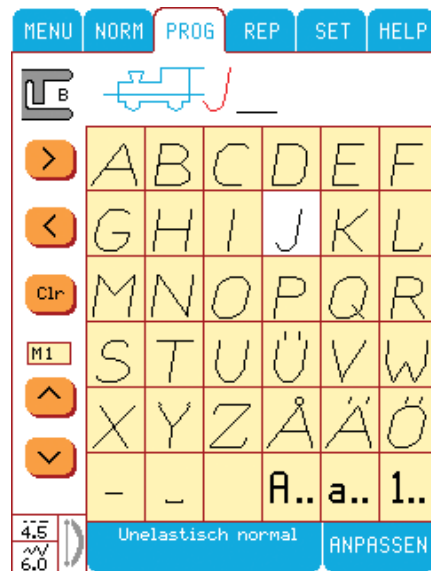 MENU NORM PROG REP SET HELP
B J _
> A B C D E F
< G H I J K L
Clr M N O P Q R
M1 S T U Ü V W
X Y Z Å Ä Ö
_ ⎵ A.. a.. 1..
4.5 Unelastisch normal ANPASSEN
6.0